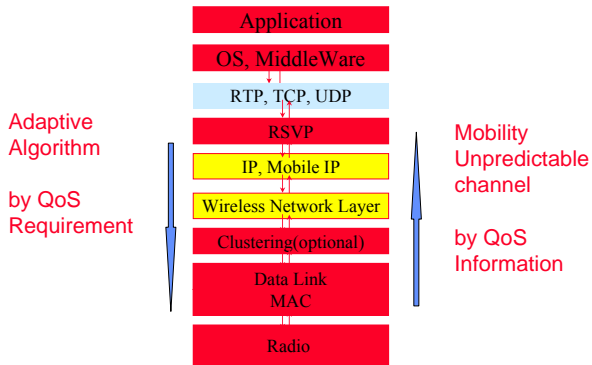 Application
OS, MiddleWare
RTP, TCP, UDP
RSVP
IP, Mobile IP
Wireless Network Layer
Clustering(optional)
Data Link
MAC
Radio
Adaptive
Algorithm
by QoS
Requirement
Mobility
Unpredictable
channel
by QoS
Information